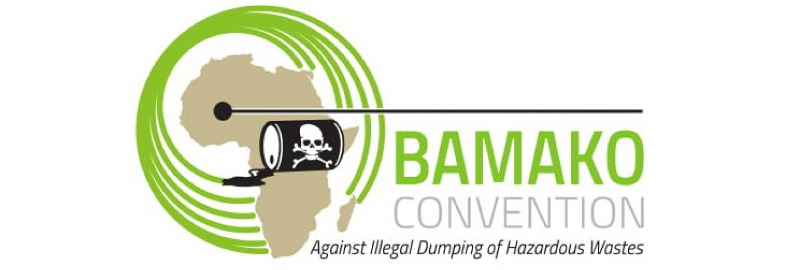 BAMAKO
CONVENTION
Against Illegal Dumping of Hazardous Wastes